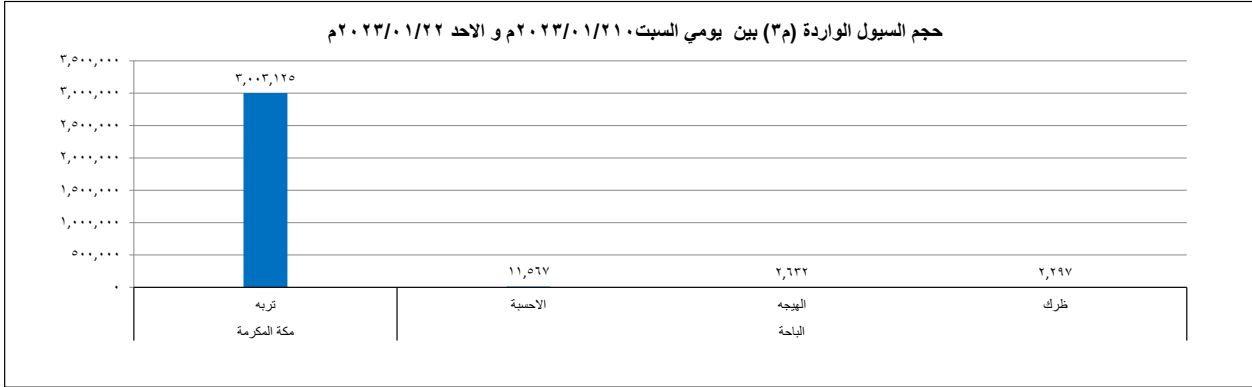 حجم السيول الواردة (م٣) بين يومي السبت٢٠٢٣/٠١/٢١٠م و الاحد ٢٠٢٣/٠١/٢٢م
٣,٥٠٠,٠٠٠
٣,٠٠٠,٠٠٠
٢,٥٠٠,٠٠٠
٢,٠٠٠,٠٠٠
١,٥٠٠,٠٠٠
١,٠٠٠,٠٠٠
٥٠٠,٠٠٠
٠
٣,٠٠٣,١٢٥
١١,٥٦٧
٢,٦٣٢
٢,٢٩٧
تربه
الاحسبة
الهيجه
ظرك
مكة المكرمة
الباحة